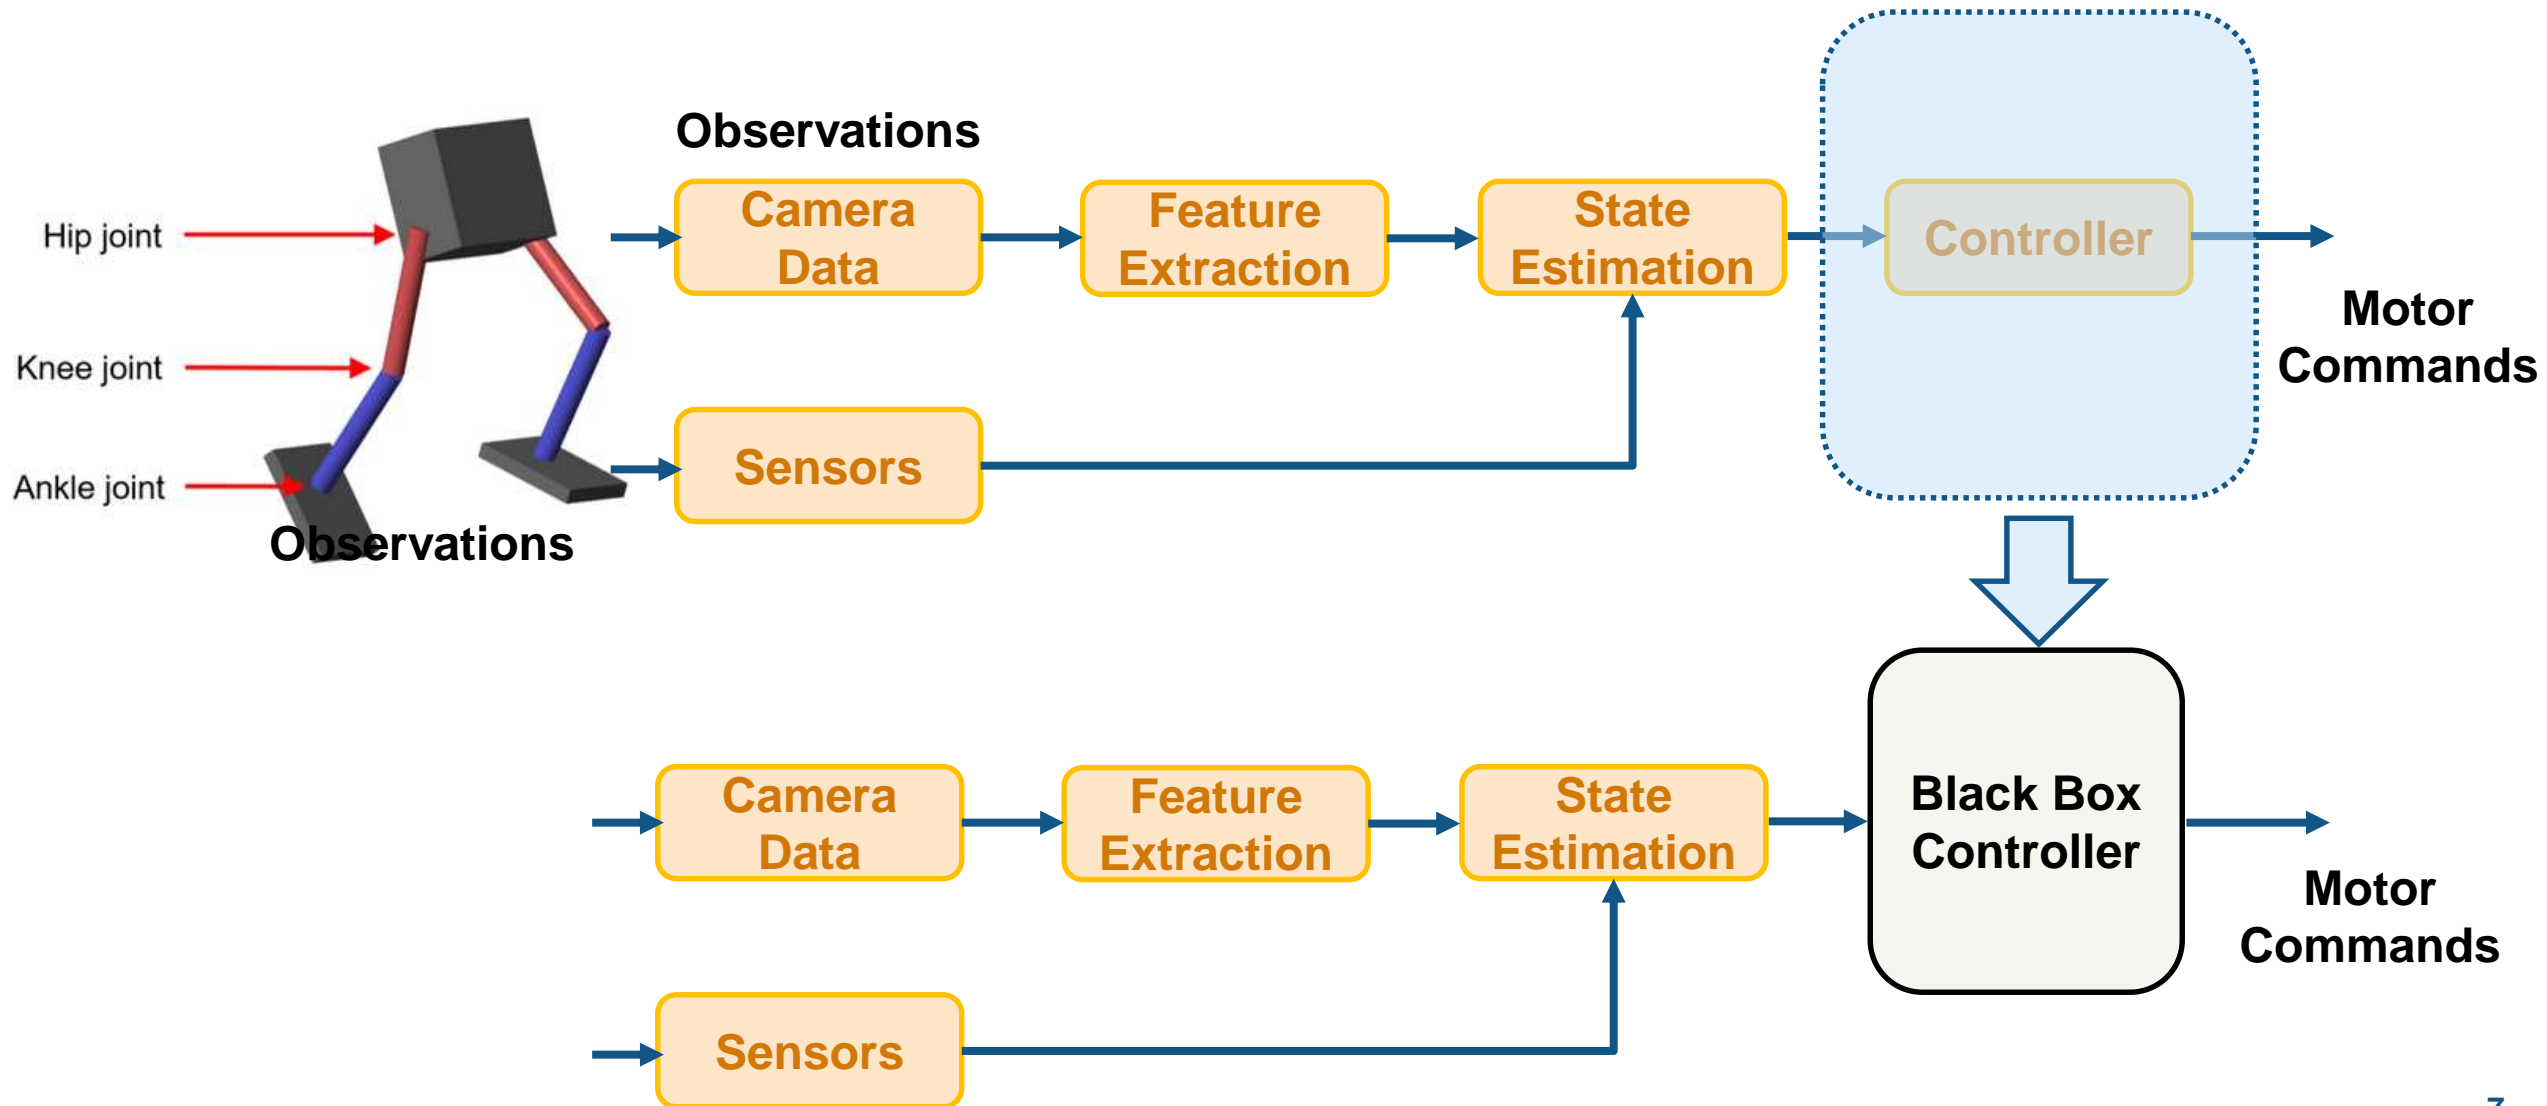 Observations
Camera
Data
Feature
Extraction
State
Estimation
Controller
Hip joint
Motor
Commands
Knee joint
Sensors
Ankle joint
Observations
Camera
Data
Feature
Extraction
State
Estimation
Black Box
Controller
Motor
Commands
Sensors